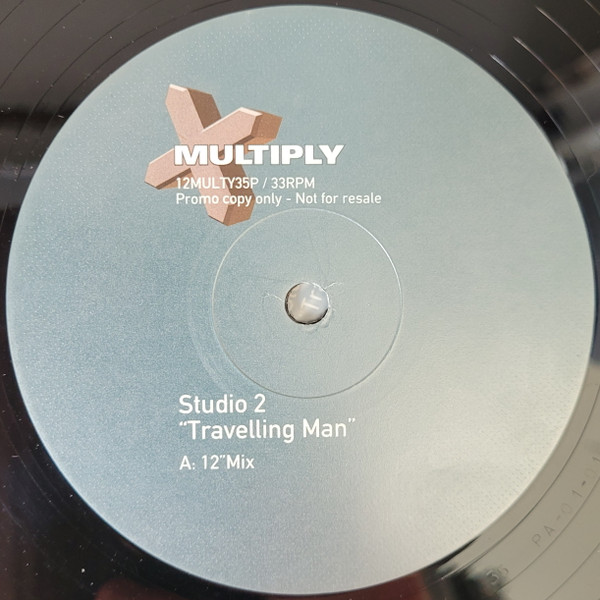 MULTIPLY
12MULTY35P / 33RPM
Promo copy only - Not for resale
Studio 2
“Travelling Man”
A: 12”Mix